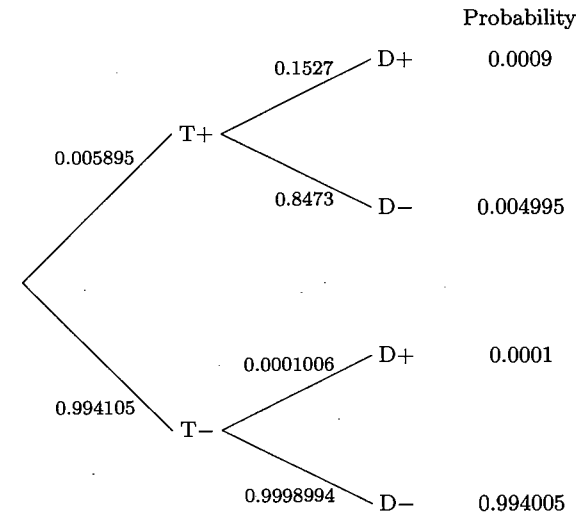 Probability
0.1527 D+ 0.0009
T+
0.005895
0.8473 D− 0.004995
0.0001006 D+ 0.0001
0.994105
T−
0.9998994 D− 0.994005